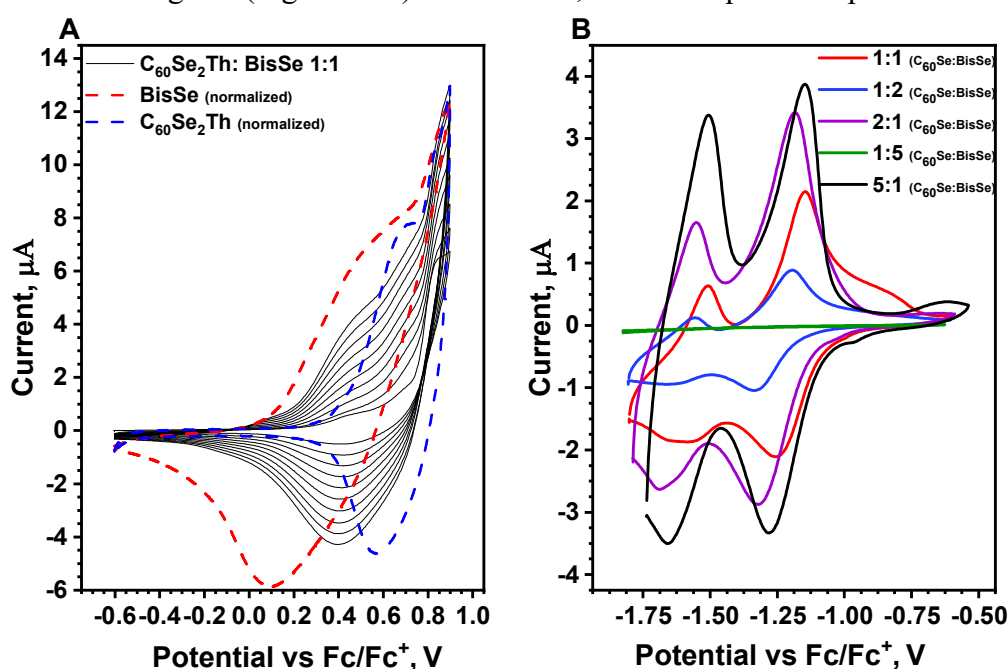 A
C60Se2Th: BisSe 1:1
BisSe (normalized)
C60Se2Th (normalized)
14
12
10
8
6
4
2
0
-2
-4
-6
Current, µA
-0.6 -0.4 -0.2 0.0 0.2 0.4 0.6 0.8 1.0
Potential vs Fc/Fc+, V
B
1:1 (C60Se:BisSe)
1:2 (C60Se:BisSe)
2:1 (C60Se:BisSe)
1:5 (C60Se:BisSe)
5:1 (C60Se:BisSe)
4
3
2
1
0
-1
-2
-3
-4
Current, µA
-1.75 -1.50 -1.25 -1.00 -0.75 -0.50
Potential vs Fc/Fc+, V